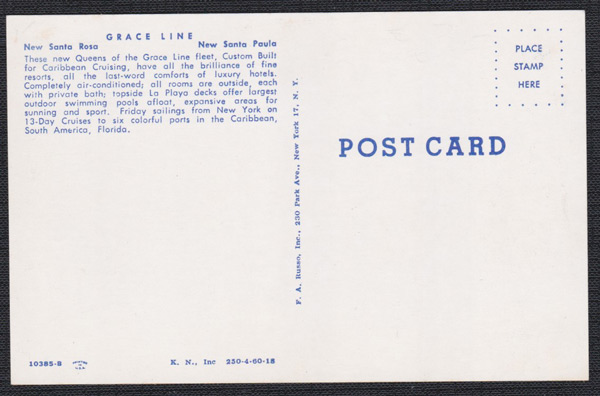 GRACE LINE
New Santa Rosa New Santa Paula
These new Queens of the Grace Line fleet, Custom Built
for Caribbean Cruising, have all the brilliance of fine
resorts, all the last-word comforts of luxury hotels.
Completely air-conditioned; all rooms are outside, each
with private bath; topside La Playa decks offer largest
outdoor swimming pools afloat, expansive areas for
sunning and sport. Friday sailings from New York on
13-Day Cruises to six colorful ports in the Caribbean,
South America, Florida.
10385-B
PRINTED
IN
U.S.A.
K. N., Inc 250-4-60-18
F. A. Russo, Inc., 230 Park Ave., New York 17, N. Y.
PLACE
STAMP
HERE
POST CARD